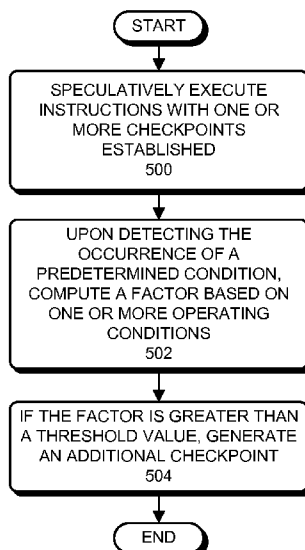 START
SPECULATIVELY EXECUTE
INSTRUCTIONS WITH ONE OR
MORE CHECKPOINTS
ESTABLISHED
500
UPON DETECTING THE
OCCURRENCE OF A
PREDETERMINED CONDITION,
COMPUTE A FACTOR BASED ON
ONE OR MORE OPERATING
CONDITIONS
502
IF THE FACTOR IS GREATER THAN
A THRESHOLD VALUE, GENERATE
AN ADDITIONAL CHECKPOINT
504
END